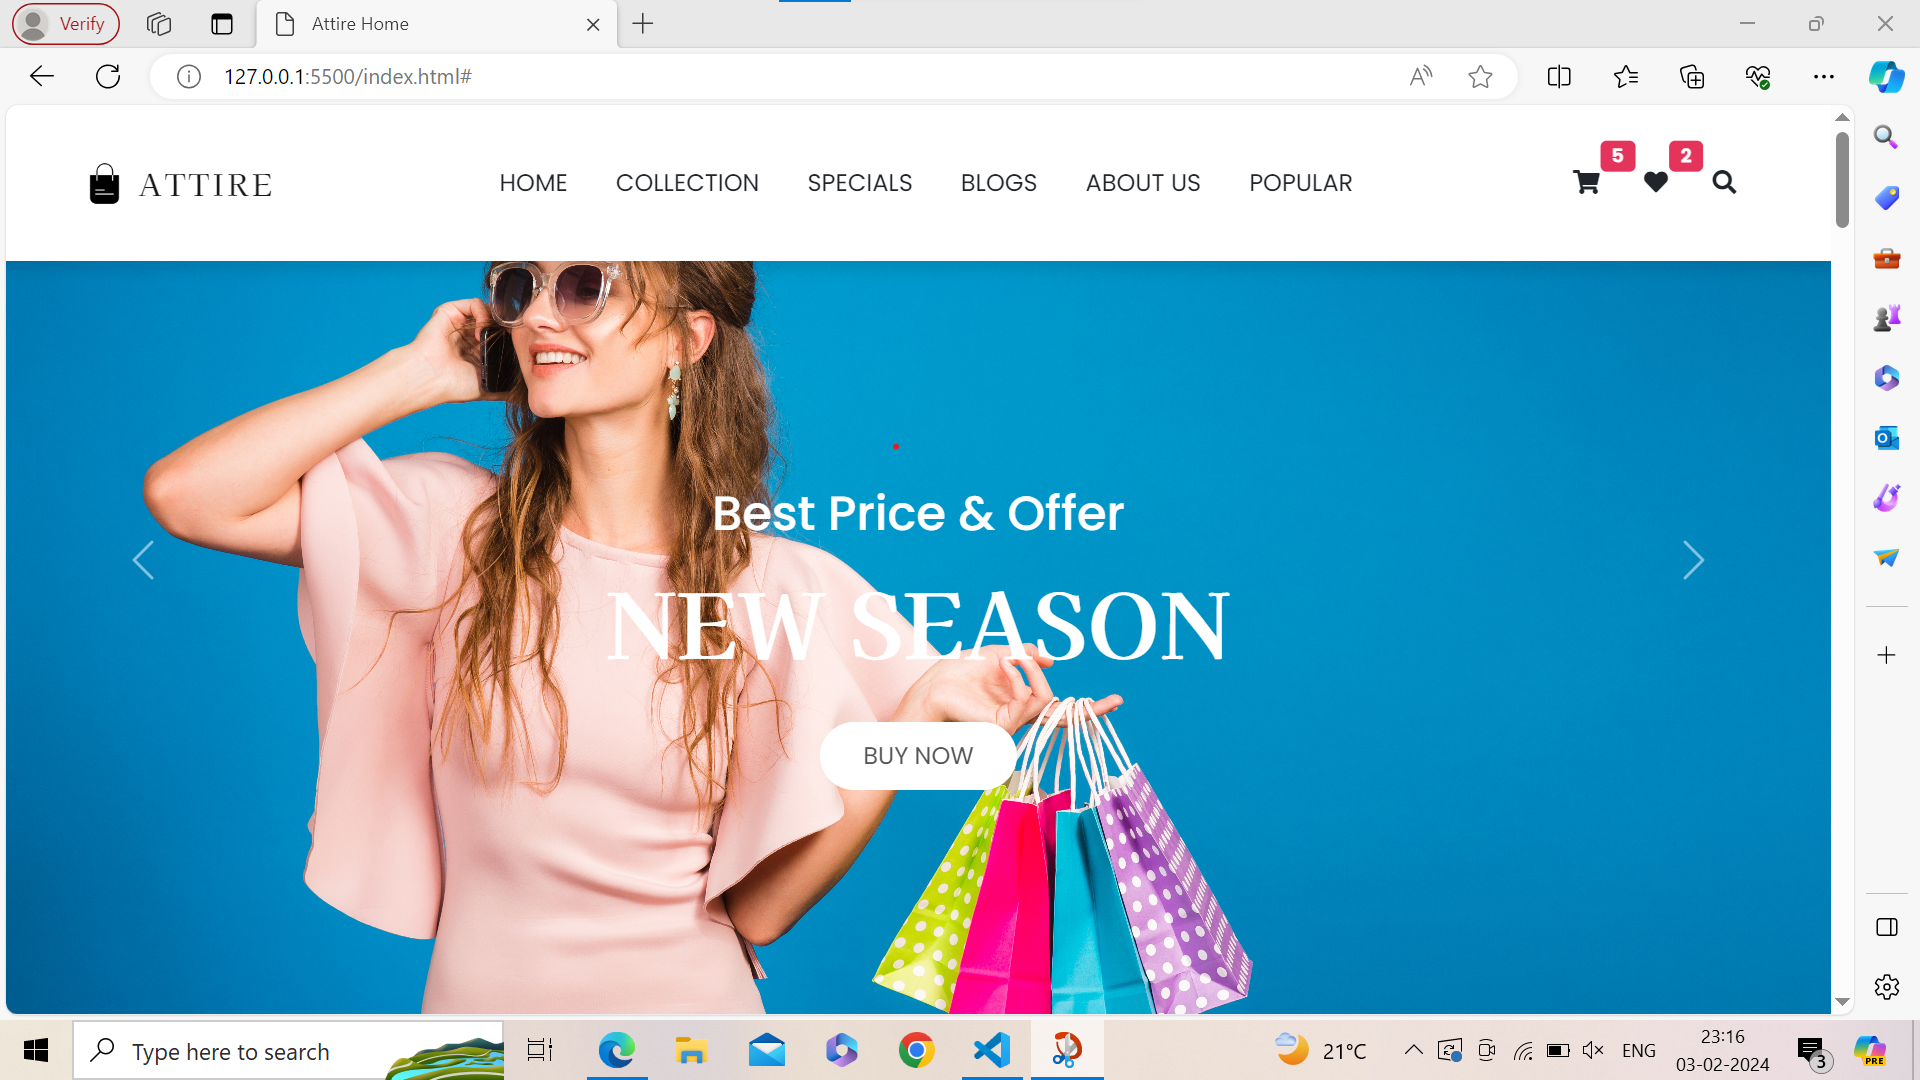 Verify
Attire Home
127.0.0.1:5500/index.html#
ATTIRE
HOME
COLLECTION
SPECIALS
BLOGS
ABOUT US
POPULAR
5
2
Best Price & Offer
NEW SEASON
BUY NOW
Type here to search
21°C
ENG
23:16
03-02-2024
3
PRE